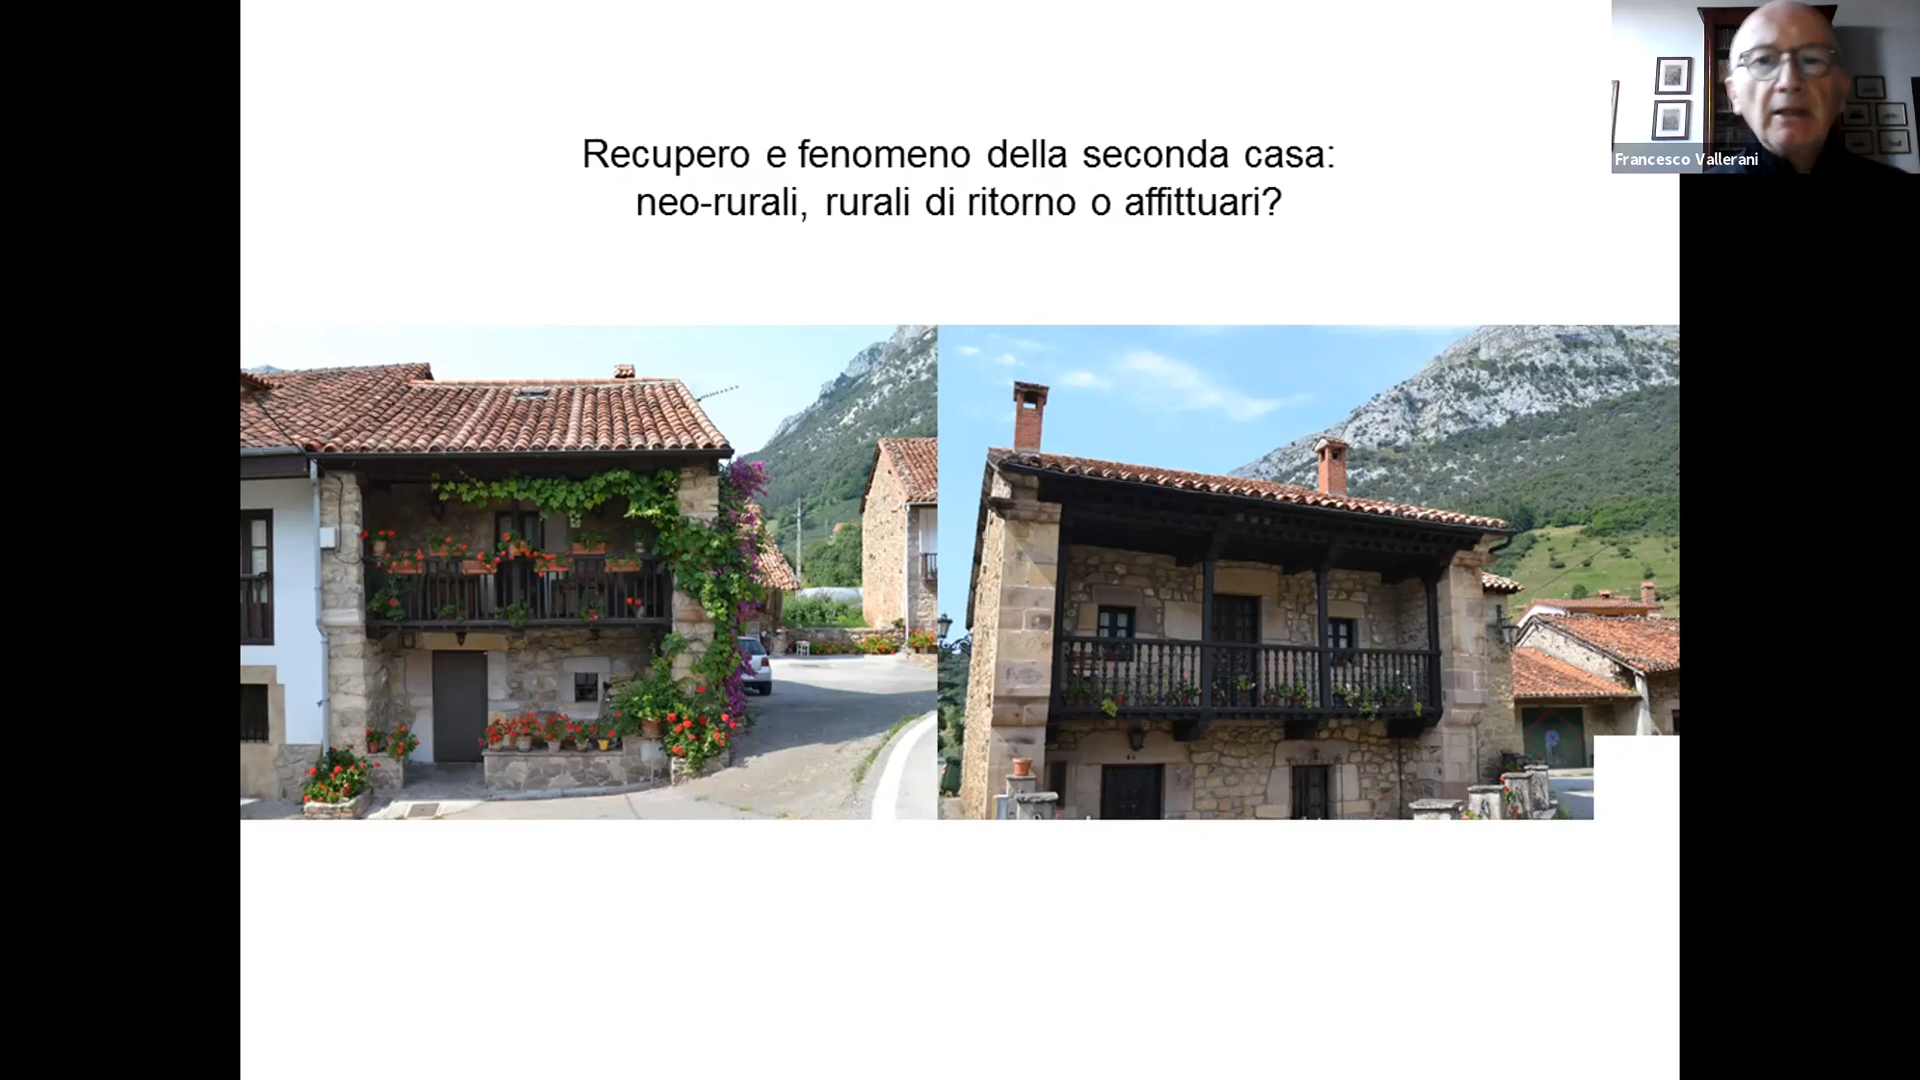 Recupero e fenomeno della seconda casa:
neo-rurali, rurali di ritorno o affittuari?
Francesco Vallerani